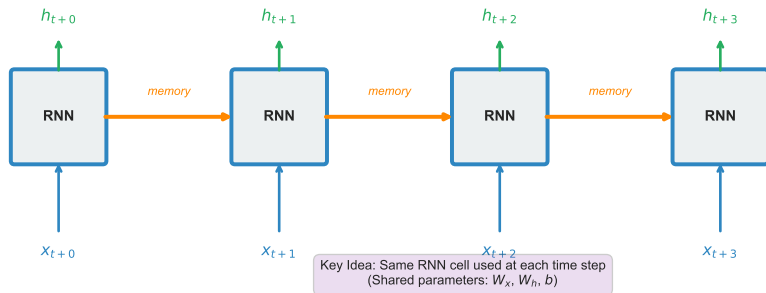 h_{t+0} h_{t+1} h_{t+2} h_{t+3}
RNN memory RNN memory RNN memory RNN
x_{t+0} x_{t+1} x_{t+2} x_{t+3}
Key Idea: Same RNN cell used at each time step
(Shared parameters: W_x, W_h, b)